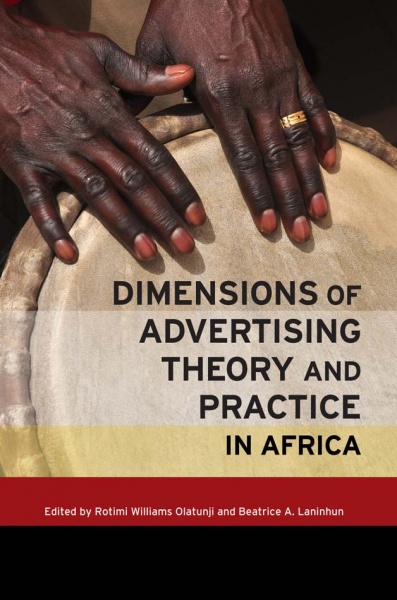 DIMENSIONS OF
ADVERTISING
THEORY AND
PRACTICE
IN AFRICA
Edited by Rotimi Williams Olatunji and Beatrice A. Laninhun